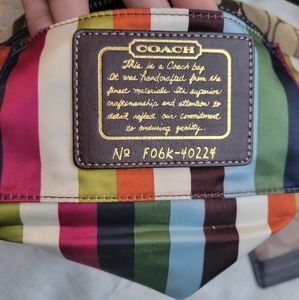 COACH
This is a Coach bag.
It was handcrafted from the
finest materials. Its superior
craftsmanship and attention to
detail reflect our commitment
to enduring quality.
Nº F06K-40224